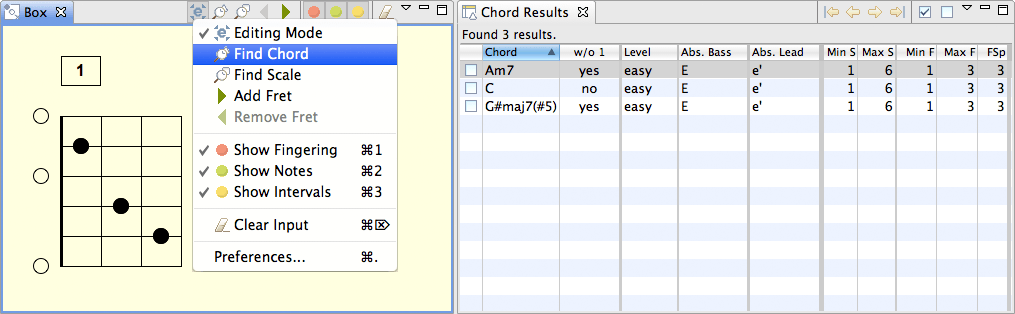 Box
1
Editing Mode
Find Chord
Find Scale
Add Fret
Remove Fret
Show Fingering ⌘1
Show Notes ⌘2
Show Intervals ⌘3
Clear Input ⌘⌦
Preferences... ⌘.
Chord Results
Found 3 results.
Chord w/o 1 Level Abs. Bass Abs. Lead Min S Max S Min F Max F FSp
Am7 yes easy E e' 1 6 1 3 3
C no easy E e' 1 6 1 3 3
G#maj7(#5) yes easy E e' 1 6 1 3 3